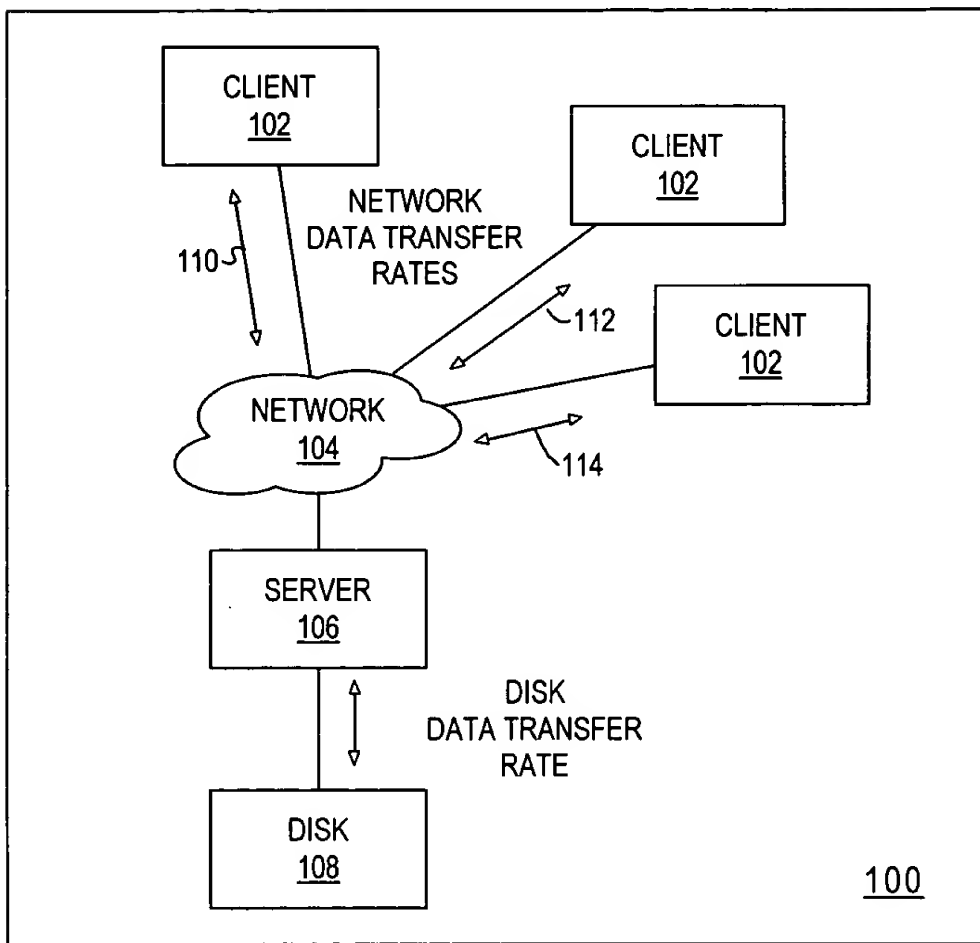 CLIENT
102
CLIENT
102
NETWORK
DATA TRANSFER
RATES
110
112
CLIENT
102
NETWORK
104
114
SERVER
106
DISK
DATA TRANSFER
RATE
DISK
108
100